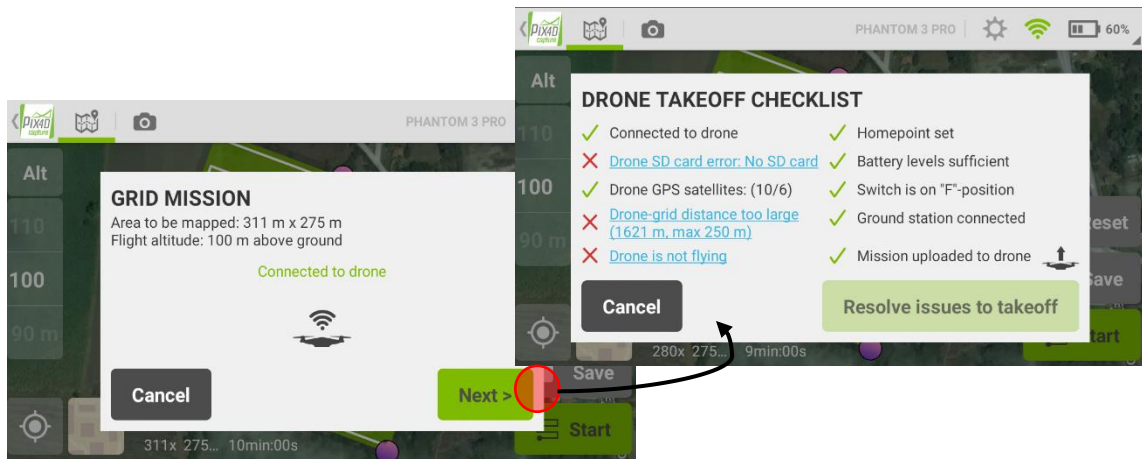 PIX4D
capture
PHANTOM 3 PRO
Alt
110
100
90 m
GRID MISSION
Area to be mapped: 311 m x 275 m
Flight altitude: 100 m above ground
Connected to drone
Cancel
Next >
Save
Start
311x 275... 10min:00s
PIX4D
capture
PHANTOM 3 PRO
60%
Alt
110
100
90 m
DRONE TAKEOFF CHECKLIST
Connected to drone
Drone SD card error: No SD card
Drone GPS satellites: (10/6)
Drone-grid distance too large
(1621 m, max 250 m)
Drone is not flying
Homepoint set
Battery levels sufficient
Switch is on "F"-position
Ground station connected
Mission uploaded to drone
Cancel
Resolve issues to takeoff
eset
ave
tart
280x 275... 9min:00s